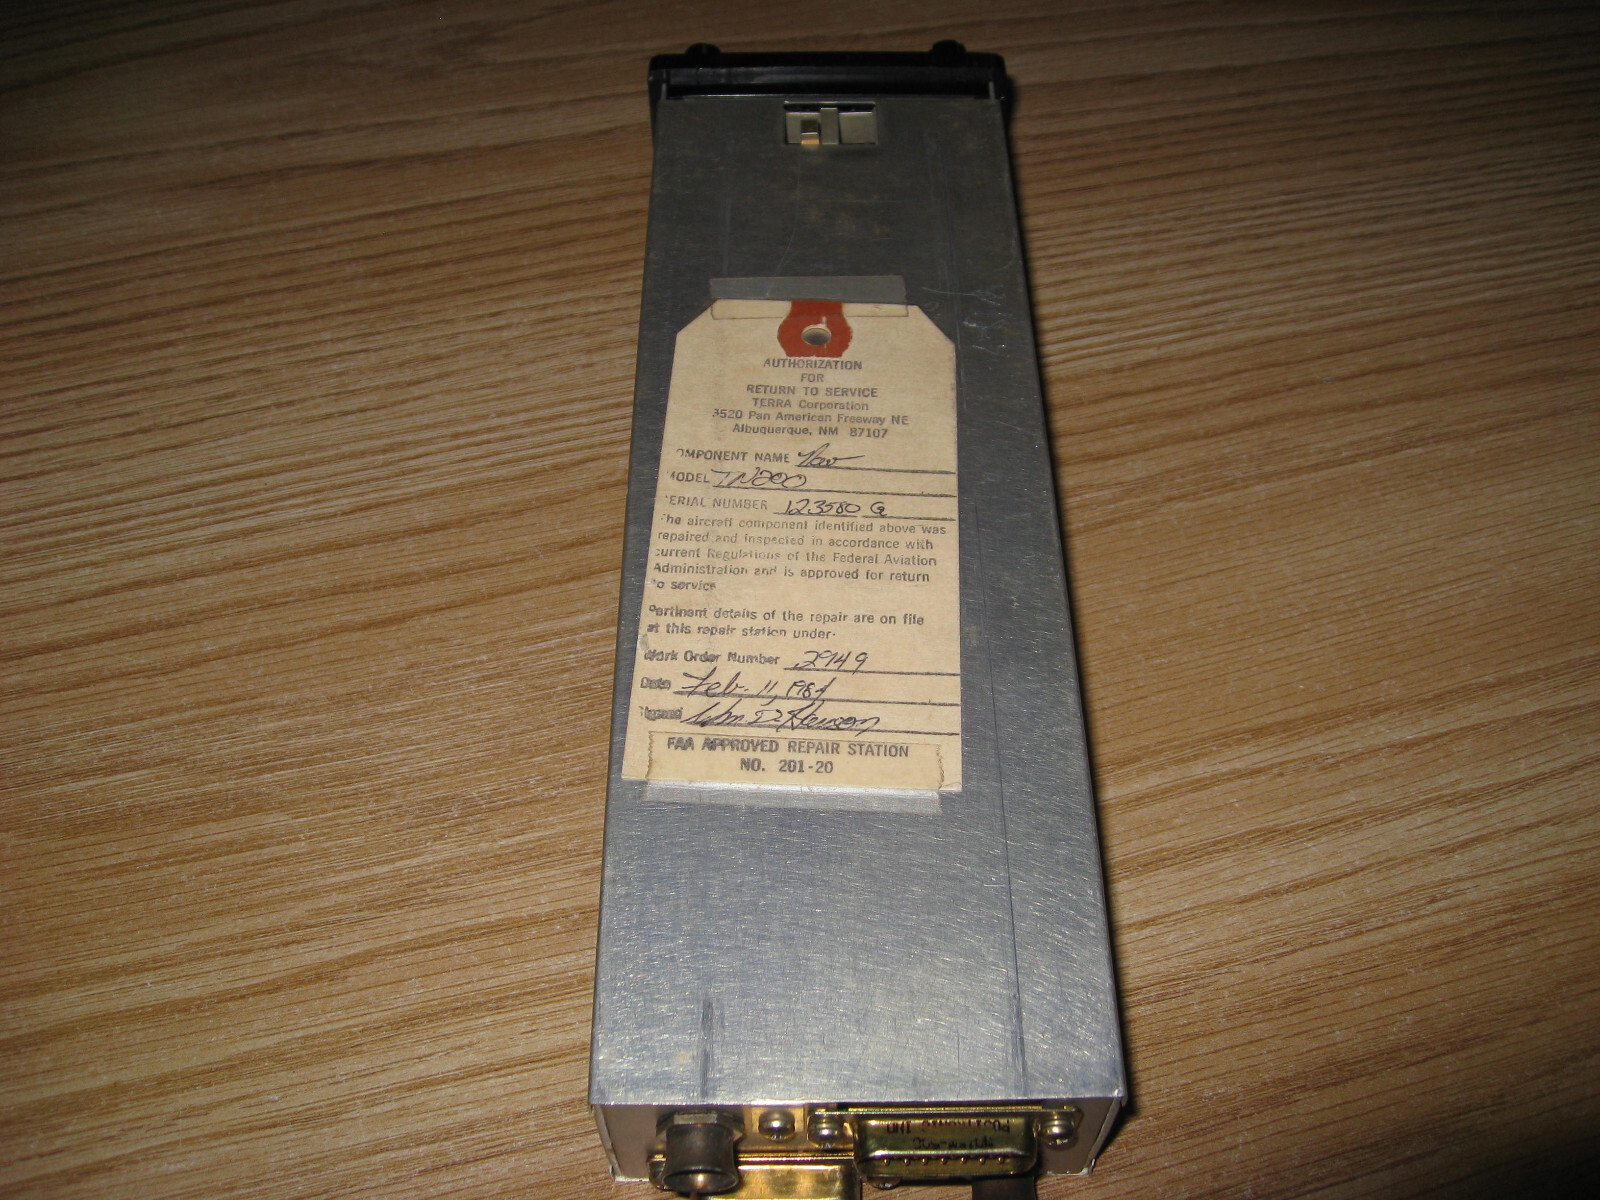 AUTHORIZATION
FOR
RETURN TO SERVICE
TERRA Corporation
3520 Pan American Freeway NE
Albuquerque, NM 87107
OMPONENT NAME Nav
MODEL TN200
ERIAL NUMBER 123580 G
The aircraft component identified above was
repaired and inspected in accordance with
current Regulations of the Federal Aviation
Administration and is approved for return
to service
Pertinent details of the repair are on file
at this repair station under-
Work Order Number 2949
Date Feb. 11, 1984
Signed Wm D.
FAA APPROVED REPAIR STATION
NO. 201-20